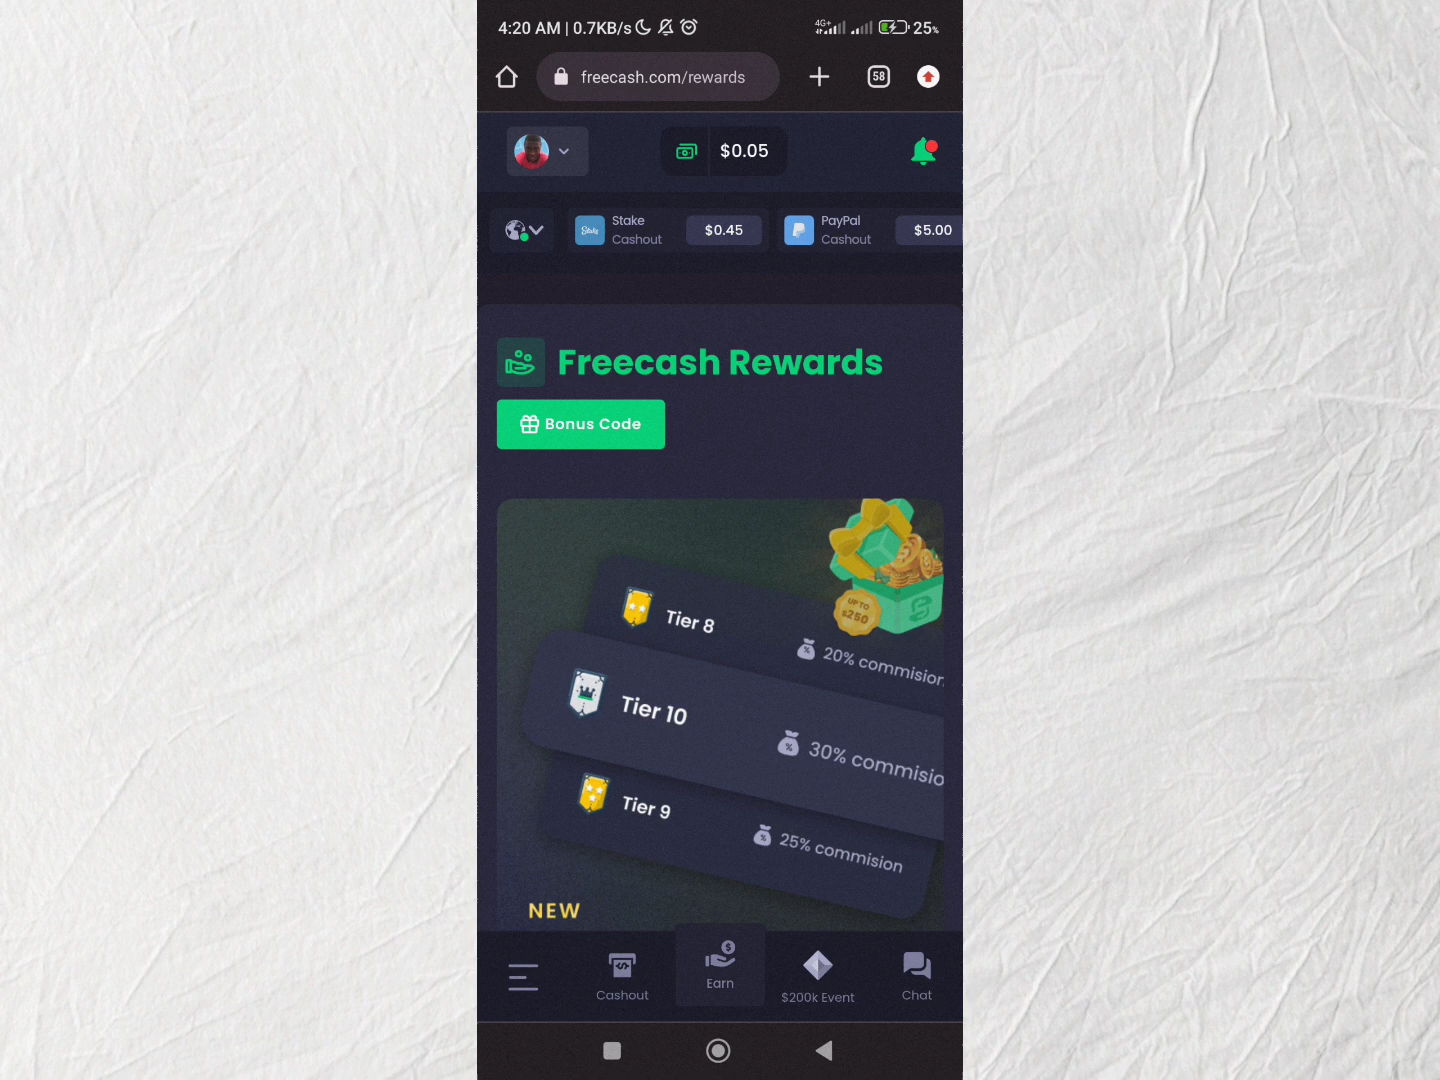 4:20 AM | 0.7KB/s 4G+ 25%
freecash.com/rewards 58
$0.05
Stake
Cashout
$0.45
PayPal
Cashout
$5.00
Freecash Rewards
Bonus Code
UP TO
$250
Tier 8
20% commision
Tier 10
30% commisio
Tier 9
25% commision
NEW
Cashout
Earn
$200k Event
Chat